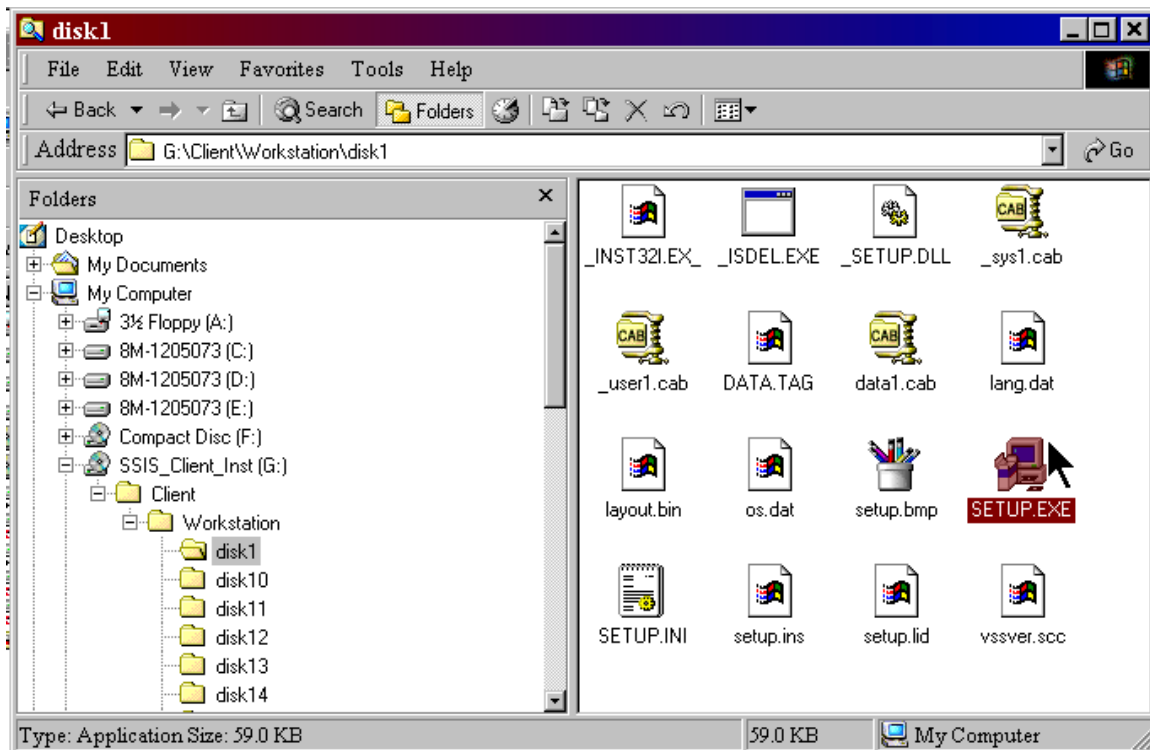 disk1
File Edit View Favorites Tools Help
Back Search Folders
Address G:\Client\Workstation\disk1 Go
Folders
Desktop
My Documents
My Computer
3½ Floppy (A:)
8M-1205073 (C:)
8M-1205073 (D:)
8M-1205073 (E:)
Compact Disc (F:)
SSIS_Client_Inst (G:)
Client
Workstation
disk1
disk10
disk11
disk12
disk13
disk14
_INST32I.EX_ _ISDEL.EXE _SETUP.DLL _sys1.cab
_user1.cab DATA.TAG data1.cab lang.dat
layout.bin os.dat setup.bmp SETUP.EXE
SETUP.INI setup.ins setup.lid vssver.scc
Type: Application Size: 59.0 KB 59.0 KB My Computer